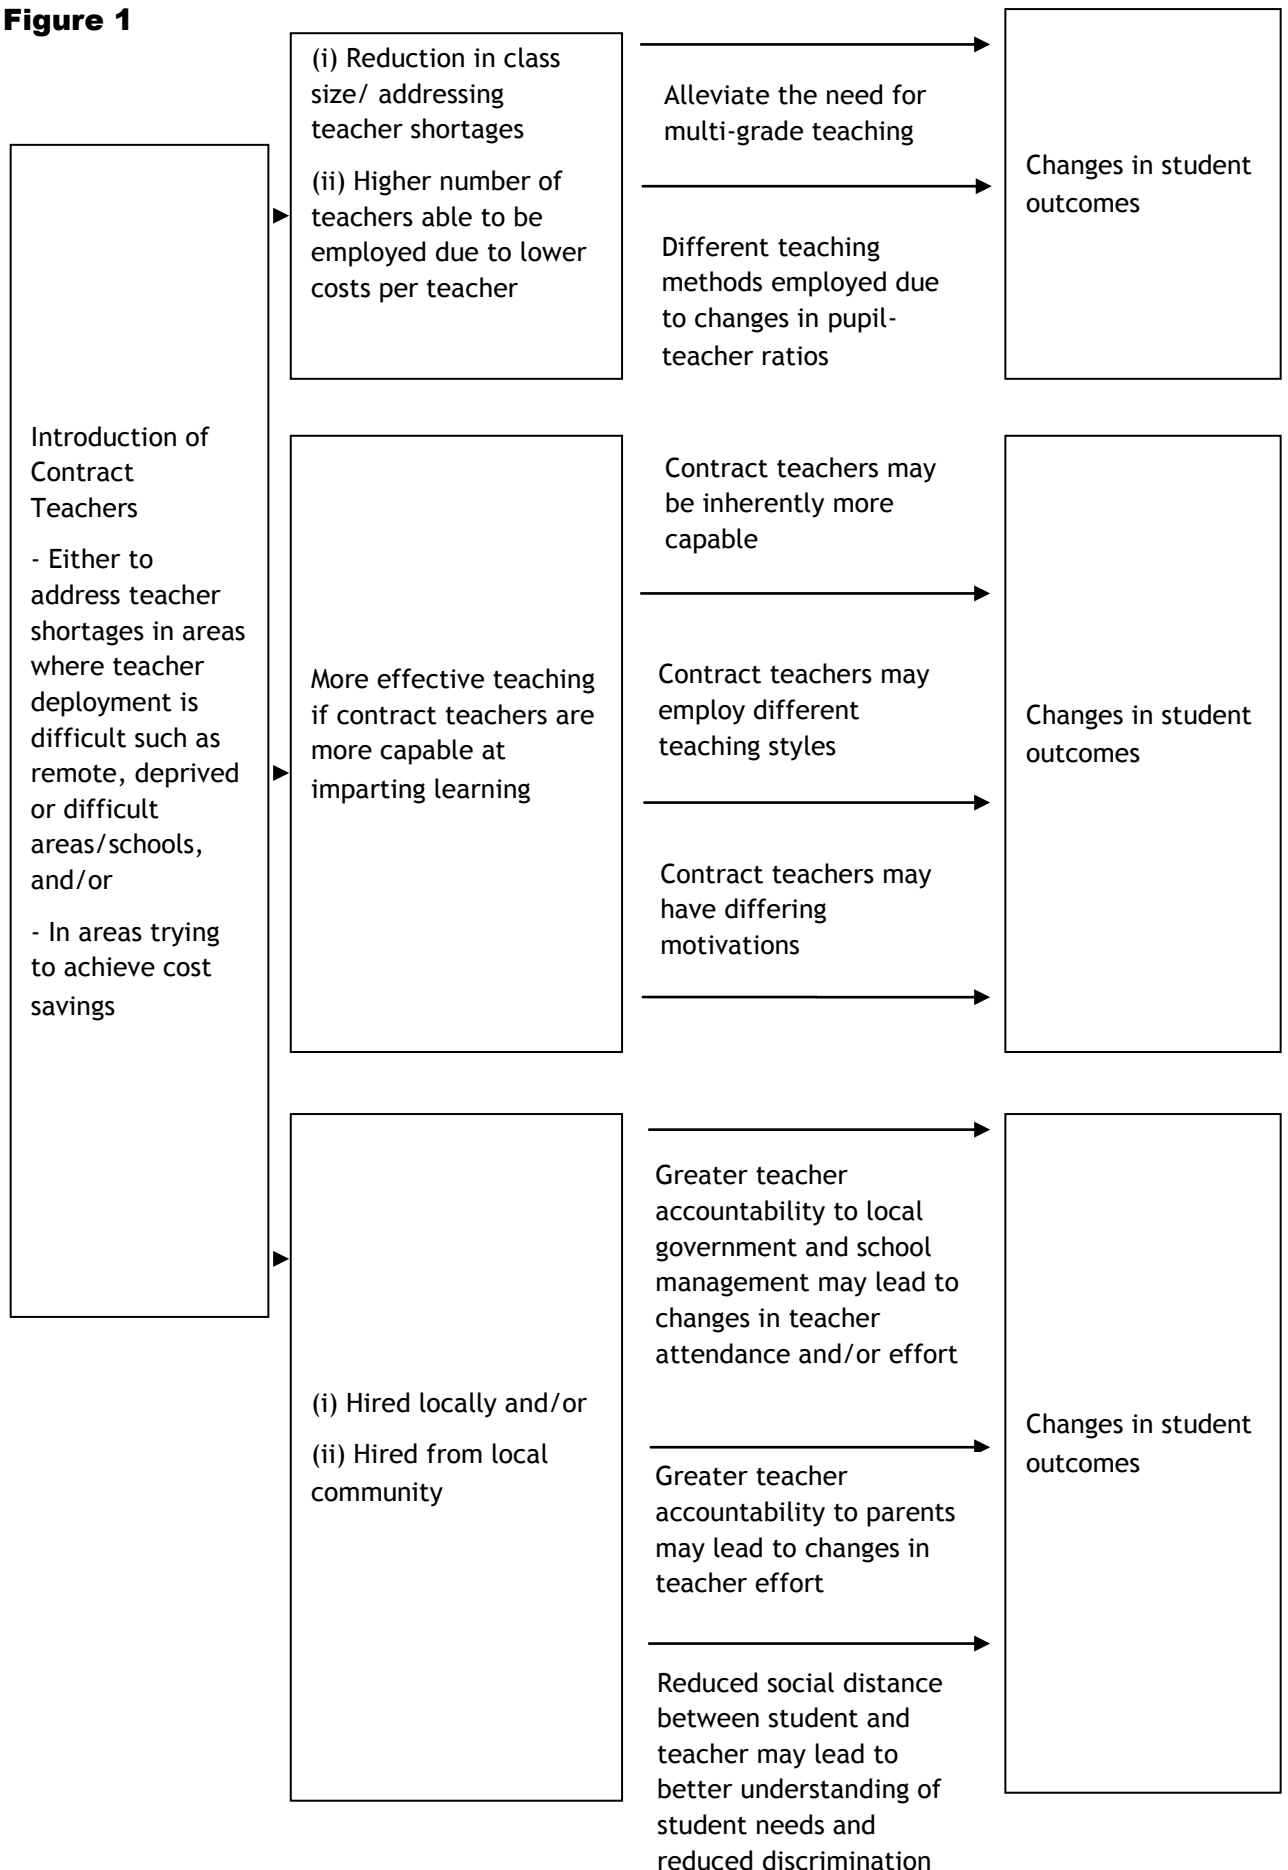 Figure 1
Introduction of
Contract
Teachers
- Either to
address teacher
shortages in areas
where teacher
deployment is
difficult such as
remote, deprived
or difficult
areas/schools,
and/or
- In areas trying
to achieve cost
savings
(i) Reduction in class
size/ addressing
teacher shortages
(ii) Higher number of
teachers able to be
employed due to lower
costs per teacher
Alleviate the need for
multi-grade teaching
Different teaching
methods employed due
to changes in pupil-
teacher ratios
Changes in student
outcomes
More effective teaching
if contract teachers are
more capable at
imparting learning
Contract teachers may
be inherently more
capable
Contract teachers may
employ different
teaching styles
Contract teachers may
have differing
motivations
Changes in student
outcomes
(i) Hired locally and/or
(ii) Hired from local
community
Greater teacher
accountability to local
government and school
management may lead to
changes in teacher
attendance and/or effort
Greater teacher
accountability to parents
may lead to changes in
teacher effort
Reduced social distance
between student and
teacher may lead to
better understanding of
student needs and
reduced discrimination
Changes in student
outcomes